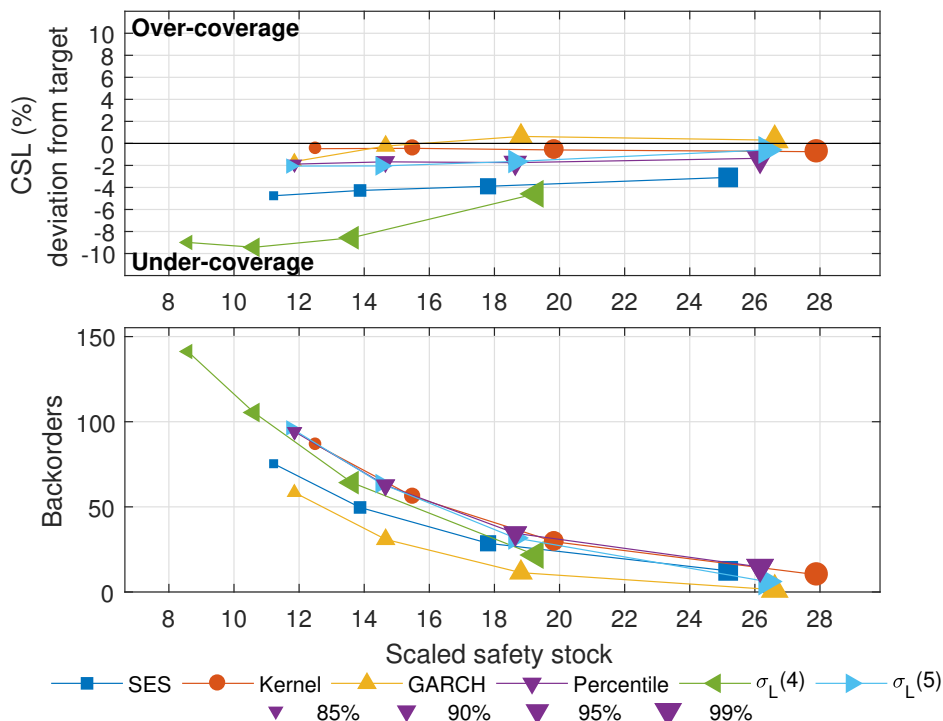 Over-coverage
10
8
6
4
2
0
-2
-4
-6
-8
-10
CSL (%)
deviation from target
Under-coverage
8 10 12 14 16 18 20 22 24 26 28
150
100
50
0
Backorders
8 10 12 14 16 18 20 22 24 26 28
Scaled safety stock
SES Kernel GARCH Percentile σL(4) σL(5)
85% 90% 95% 99%